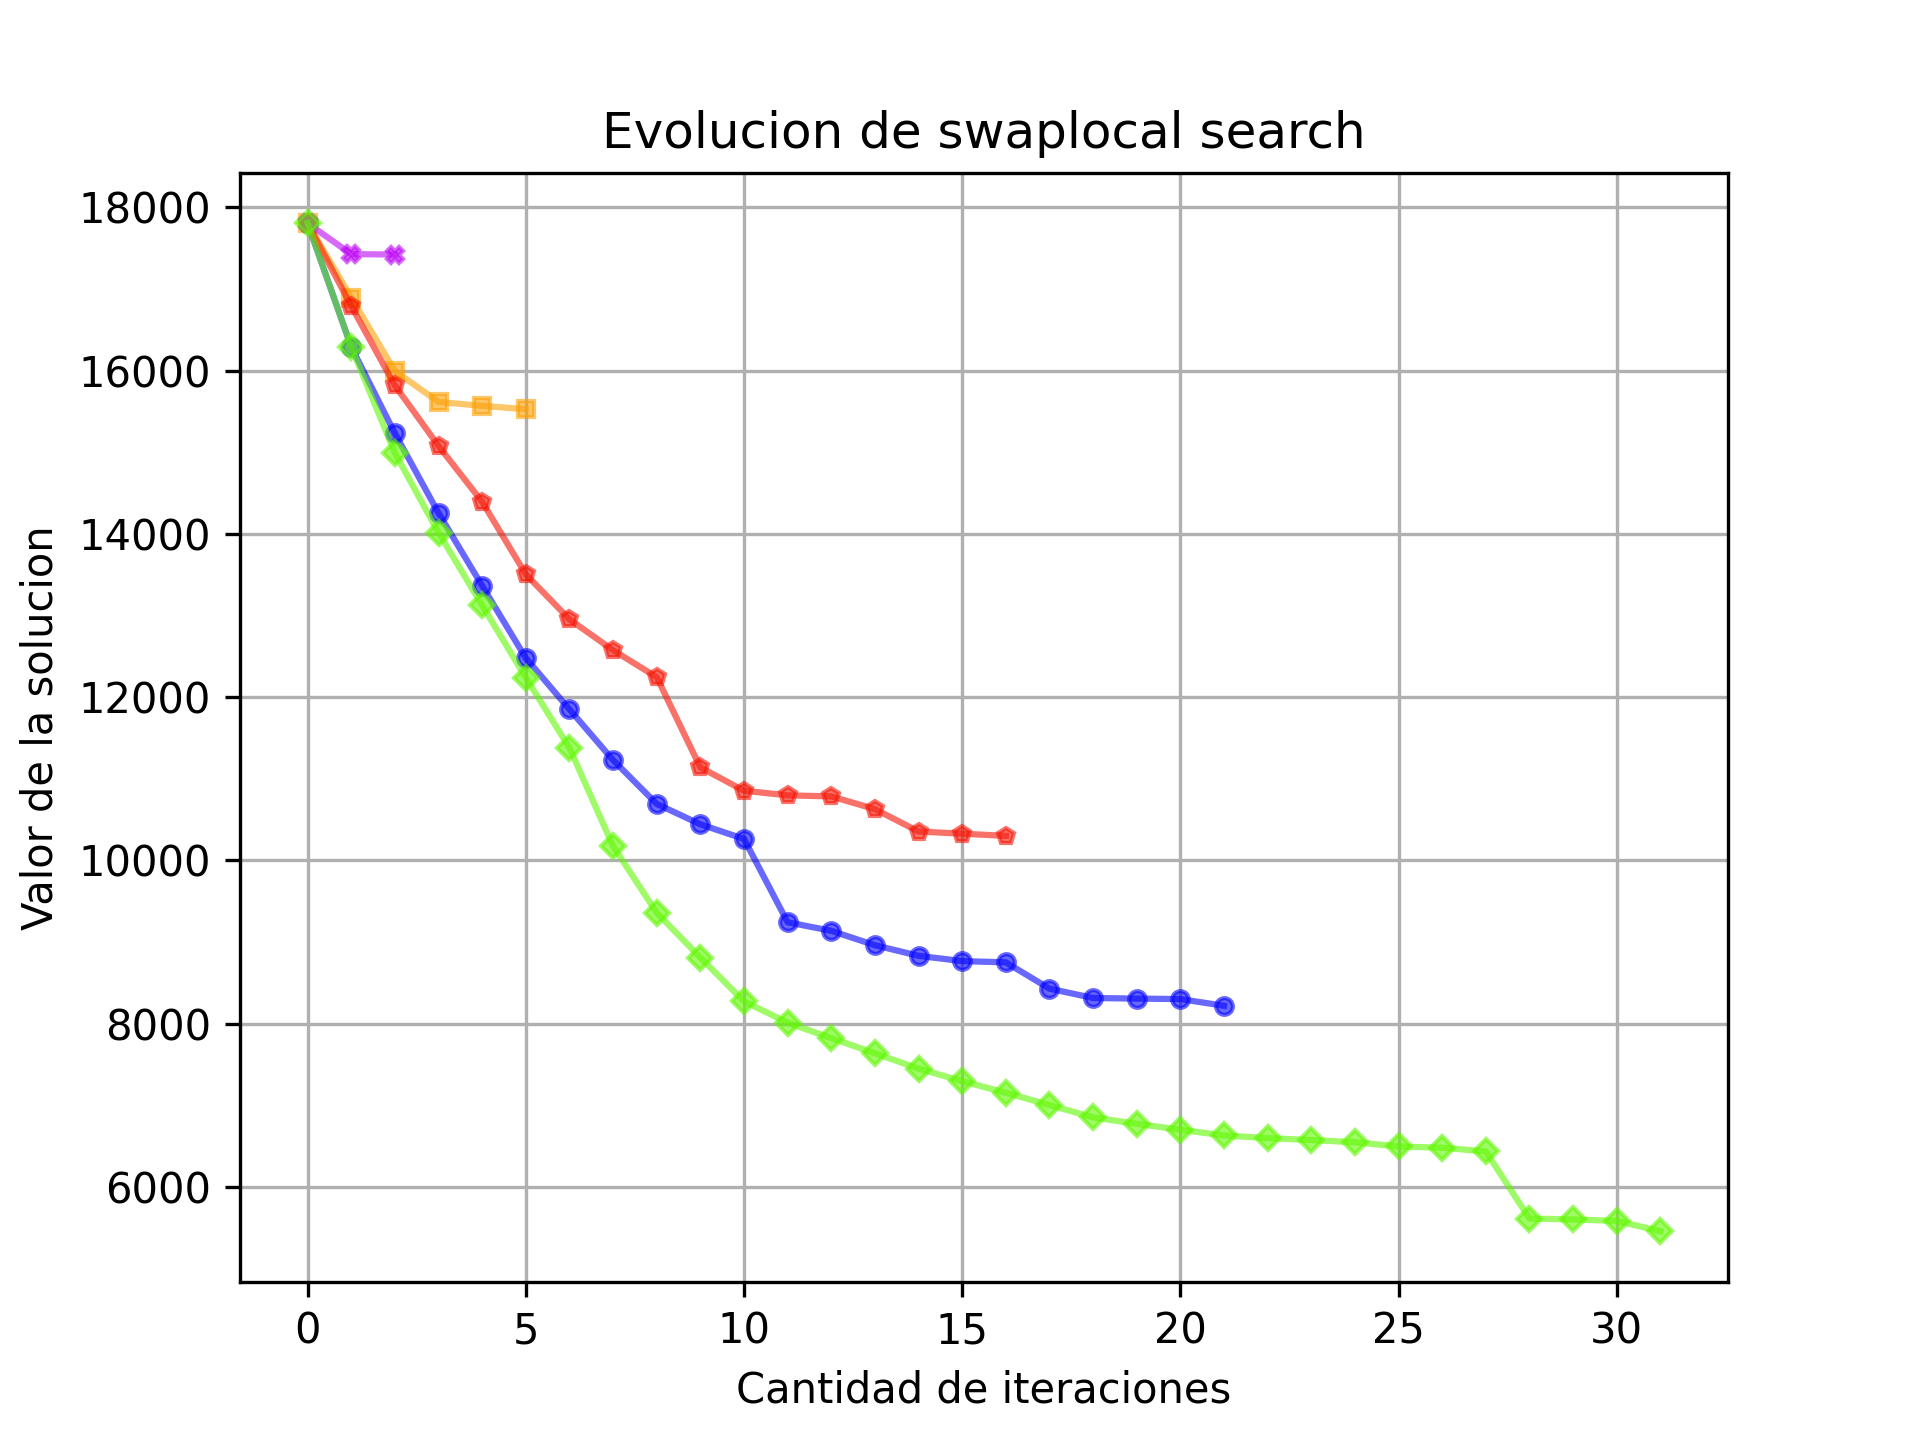 Evolucion de swaplocal search
18000
16000
14000
12000
10000
8000
6000
Valor de la solucion
0 5 10 15 20 25 30
Cantidad de iteraciones